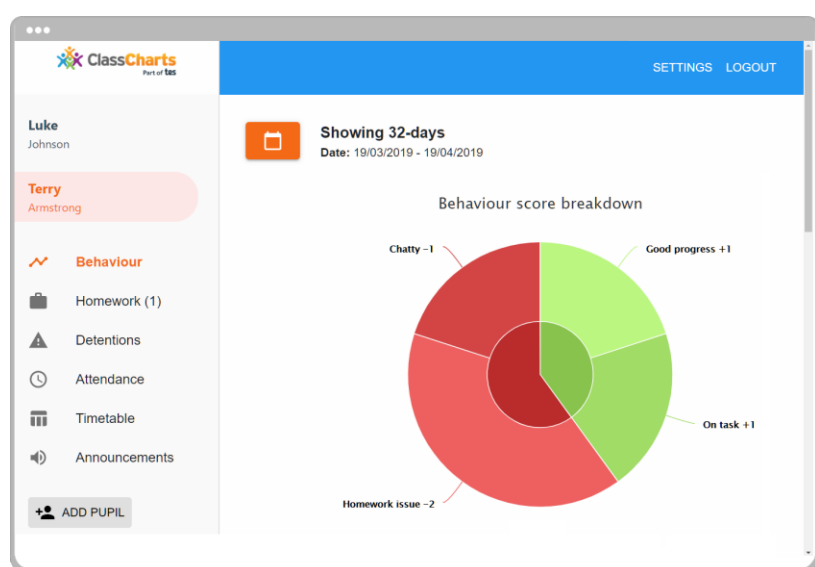 ClassCharts
Part of tes
SETTINGS LOGOUT
Luke
Johnson
Terry
Armstrong
Behaviour
Homework (1)
Detentions
Attendance
Timetable
Announcements
ADD PUPIL
Showing 32-days
Date: 19/03/2019 - 19/04/2019
Behaviour score breakdown
Chatty −1
Good progress +1
On task +1
Homework issue −2